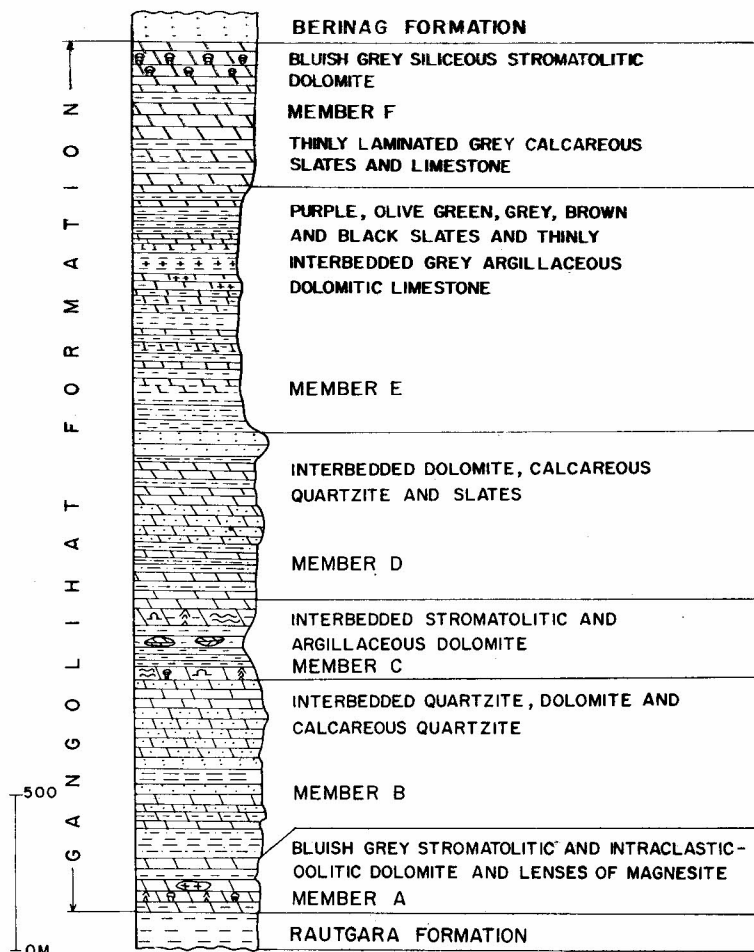 BERINAG FORMATION
BLUISH GREY SILICEOUS STROMATOLITIC
DOLOMITE
MEMBER F
THINLY LAMINATED GREY CALCAREOUS
SLATES AND LIMESTONE
PURPLE, OLIVE GREEN, GREY, BROWN
AND BLACK SLATES AND THINLY
INTERBEDDED GREY ARGILLACEOUS
DOLOMITIC LIMESTONE
MEMBER E
INTERBEDDED DOLOMITE, CALCAREOUS
QUARTZITE AND SLATES
MEMBER D
INTERBEDDED STROMATOLITIC AND
ARGILLACEOUS DOLOMITE
MEMBER C
INTERBEDDED QUARTZITE, DOLOMITE AND
CALCAREOUS QUARTZITE
MEMBER B
BLUISH GREY STROMATOLITIC AND INTRACLASTIC-
OOLITIC DOLOMITE AND LENSES OF MAGNESITE
MEMBER A
RAUTGARA FORMATION
GANGOLIHAT FORMATION
500
0M